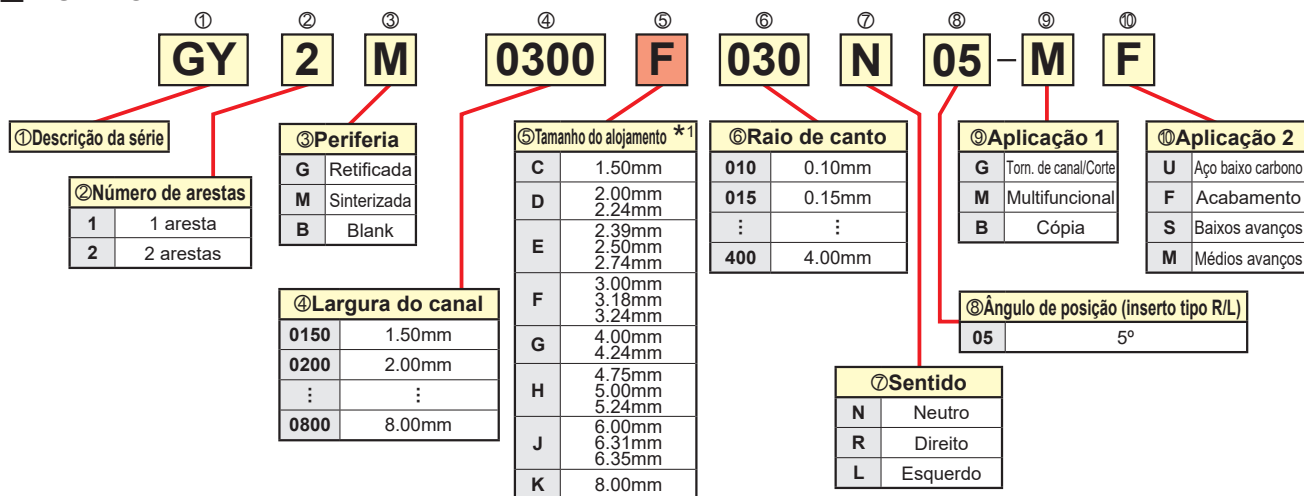 ① ② ③ ④ ⑤ ⑥ ⑦ ⑧ ⑨ ⑩
GY 2 M 0300 F 030 N 05 – M F
①Descrição da série
②Número de arestas
1 1 aresta
2 2 arestas
③Periferia
G Retificada
M Sinterizada
B Blank
④Largura do canal
0150 1.50mm
0200 2.00mm
⋮ ⋮
0800 8.00mm
⑤Tamanho do alojamento *1
C 1.50mm
D 2.00mm
2.24mm
E 2.39mm
2.50mm
2.74mm
F 3.00mm
3.18mm
3.24mm
G 4.00mm
4.24mm
H 4.75mm
5.00mm
5.24mm
J 6.00mm
6.31mm
6.35mm
K 8.00mm
⑥Raio de canto
010 0.10mm
015 0.15mm
⋮ ⋮
400 4.00mm
⑦Sentido
N Neutro
R Direito
L Esquerdo
⑧Ângulo de posição (inserto tipo R/L)
05 5º
⑨Aplicação 1
G Torn. de canal/Corte
M Multifuncional
B Cópia
⑩Aplicação 2
U Aço baixo carbono
F Acabamento
S Baixos avanços
M Médios avanços